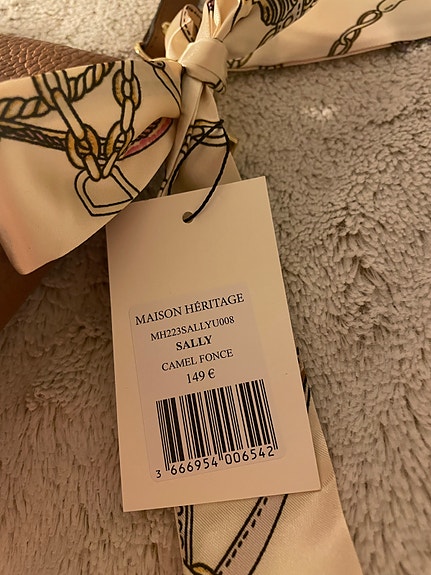 MAISON HÉRITAGE
MH223SALLYU008
SALLY
CAMEL FONCE
149 €
3 666954 006542